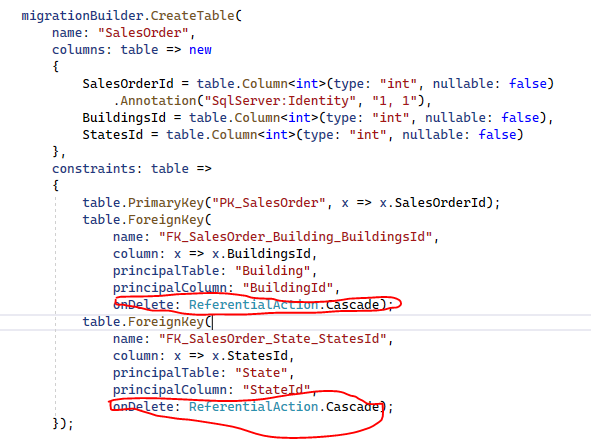 migrationBuilder.CreateTable(
name: "SalesOrder",
columns: table => new
{
SalesOrderId = table.Column<int>(type: "int", nullable: false)
.Annotation("SqlServer:Identity", "1, 1"),
BuildingsId = table.Column<int>(type: "int", nullable: false),
StatesId = table.Column<int>(type: "int", nullable: false)
},
constraints: table =>
{
table.PrimaryKey("PK_SalesOrder", x => x.SalesOrderId);
table.ForeignKey(
name: "FK_SalesOrder_Building_BuildingsId",
column: x => x.BuildingsId,
principalTable: "Building",
principalColumn: "BuildingId",
onDelete: ReferentialAction.Cascade);
table.ForeignKey(
name: "FK_SalesOrder_State_StatesId",
column: x => x.StatesId,
principalTable: "State",
principalColumn: "StateId",
onDelete: ReferentialAction.Cascade);
});